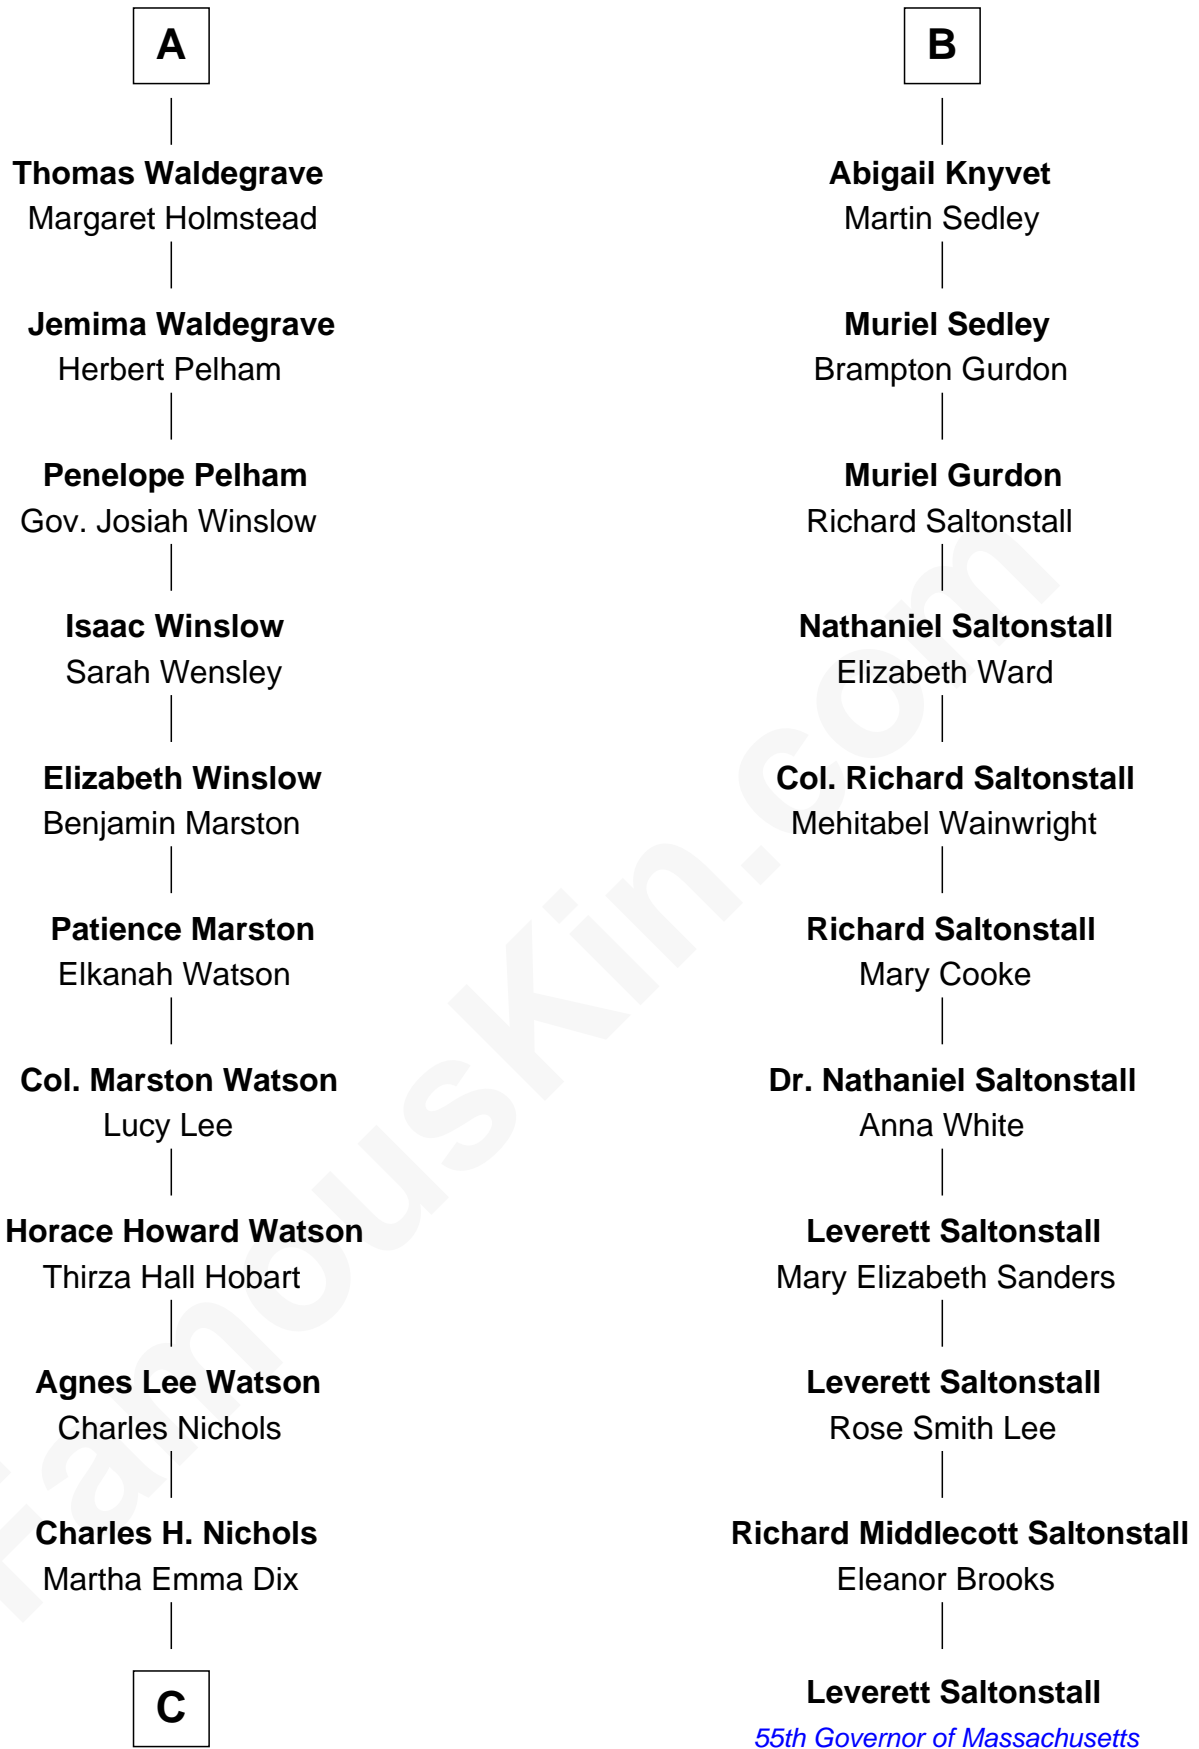 A
Thomas Waldegrave
Margaret Holmstead
Jemima Waldegrave
Herbert Pelham
Penelope Pelham
Gov. Josiah Winslow
Isaac Winslow
Sarah Wensley
Elizabeth Winslow
Benjamin Marston
Patience Marston
Elkanah Watson
Col. Marston Watson
Lucy Lee
Horace Howard Watson
Thirza Hall Hobart
Agnes Lee Watson
Charles Nichols
Charles H. Nichols
Martha Emma Dix
C
B
Abigail Knyvet
Martin Sedley
Muriel Sedley
Brampton Gurdon
Muriel Gurdon
Richard Saltonstall
Nathaniel Saltonstall
Elizabeth Ward
Col. Richard Saltonstall
Mehitabel Wainwright
Richard Saltonstall
Mary Cooke
Dr. Nathaniel Saltonstall
Anna White
Leverett Saltonstall
Mary Elizabeth Sanders
Leverett Saltonstall
Rose Smith Lee
Richard Middlecott Saltonstall
Eleanor Brooks
Leverett Saltonstall
55th Governor of Massachusetts
FamousKin.com